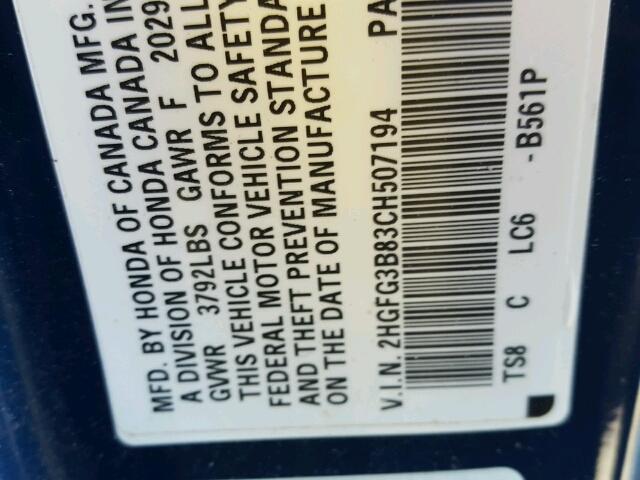 MFD. BY HONDA OF CANADA MFG.
A DIVISION OF HONDA CANADA IN
GVWR 3792LBS GAWR F 2029
THIS VEHICLE CONFORMS TO ALL
FEDERAL MOTOR VEHICLE SAFETY
AND THEFT PREVENTION STANDA
ON THE DATE OF MANUFACTURE
V.I.N. 2HGFG3B83CH507194 PA
TS8 C LC6 -B561P